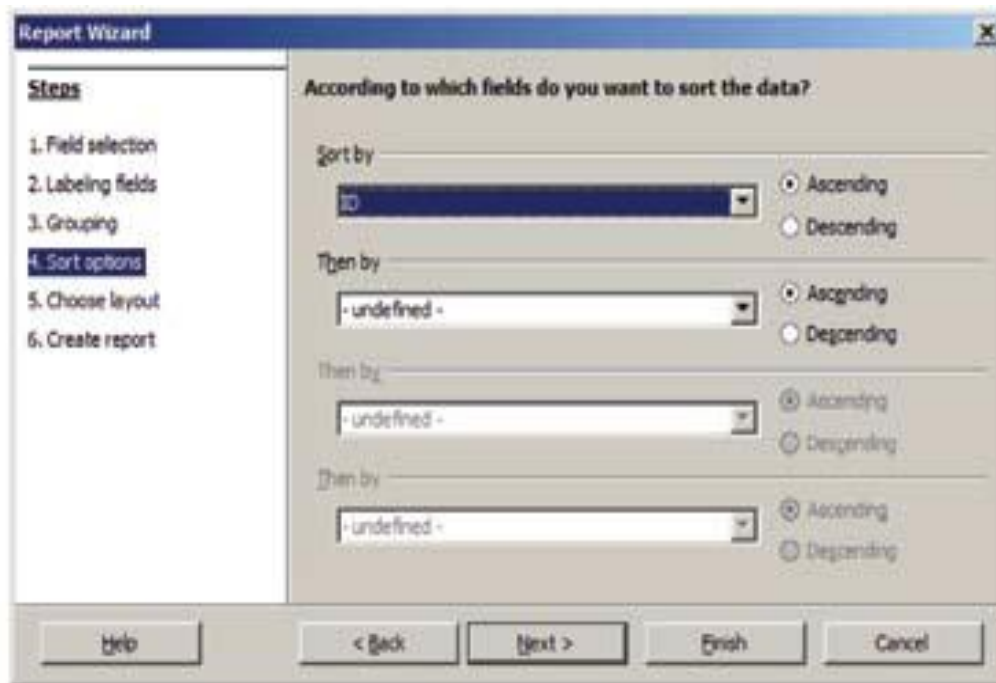 Report Wizard
Steps
1. Field selection
2. Labeling fields
3. Grouping
4. Sort options
5. Choose layout
6. Create report
According to which fields do you want to sort the data?
Sort by
ID
Ascending
Descending
Then by
- undefined -
Ascending
Descending
Then by
- undefined -
Ascending
Descending
Then by
- undefined -
Ascending
Descending
Help
< Back
Next >
Finish
Cancel